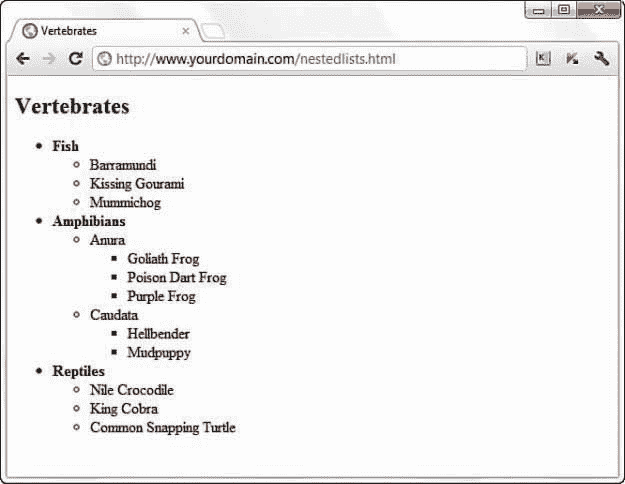 Vertebrates
http://www.yourdomain.com/nestedlists.html
Vertebrates
Fish
Barramundi
Kissing Gourami
Mummichog
Amphibians
Anura
Goliath Frog
Poison Dart Frog
Purple Frog
Caudata
Hellbender
Mudpuppy
Reptiles
Nile Crocodile
King Cobra
Common Snapping Turtle